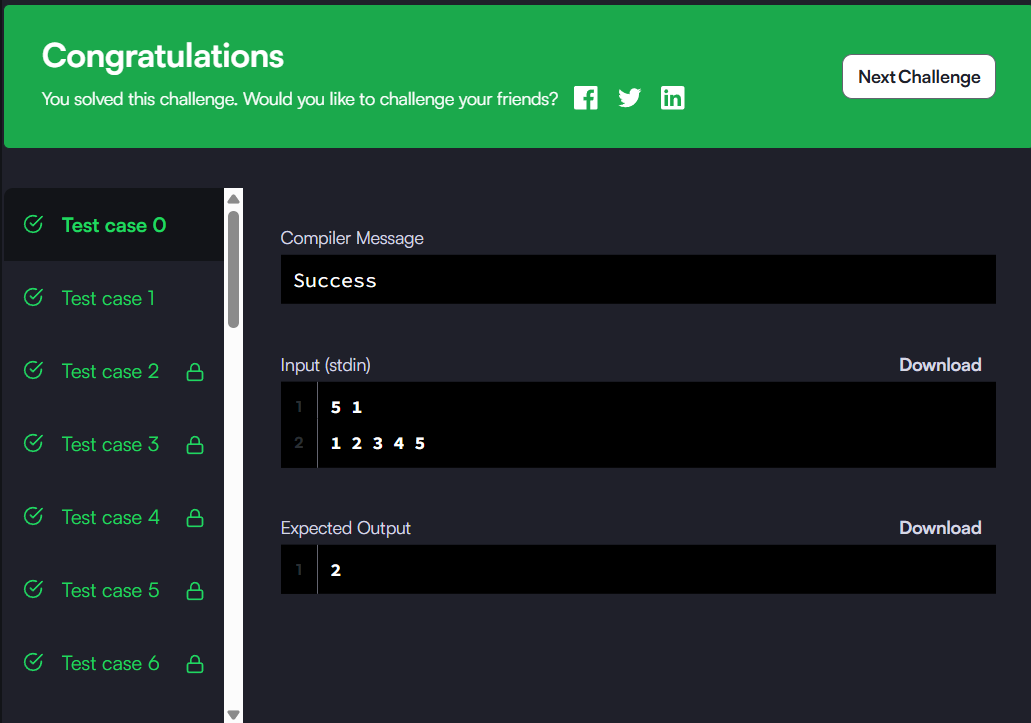 Congratulations
You solved this challenge. Would you like to challenge your friends?
Next Challenge
Test case 0
Test case 1
Test case 2
Test case 3
Test case 4
Test case 5
Test case 6
Compiler Message
Success
Input (stdin)
Download
1 5 1
2 1 2 3 4 5
Expected Output
Download
1 2